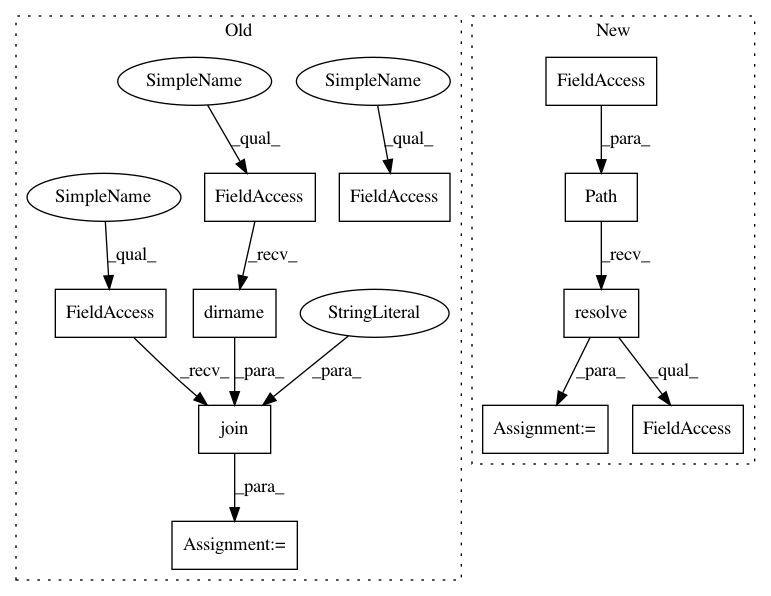 Old
New
SimpleName
SimpleName
FieldAccess
_qual_
_qual_
_para_
SimpleName
FieldAccess
FieldAccess
Path
_qual_
_recv_
_recv_
FieldAccess
dirname
StringLiteral
resolve
_recv_
_para_
_para_
_para_
_qual_
join
Assignment:=
FieldAccess
_para_
Assignment:=